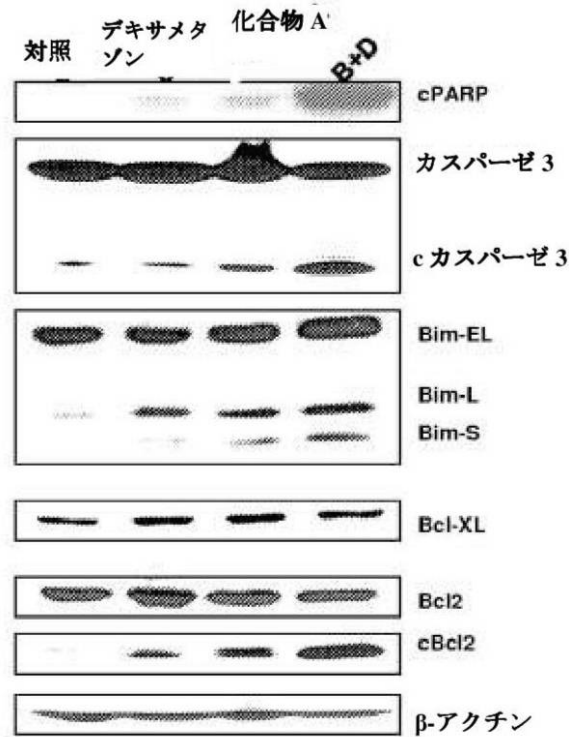 対照
デキサメタ
ゾン
化合物 A
B+D
cPARP
カスパーゼ 3
c カスパーゼ 3
Bim-EL
Bim-L
Bim-S
Bcl-XL
Bcl2
cBcl2
β-アクチン